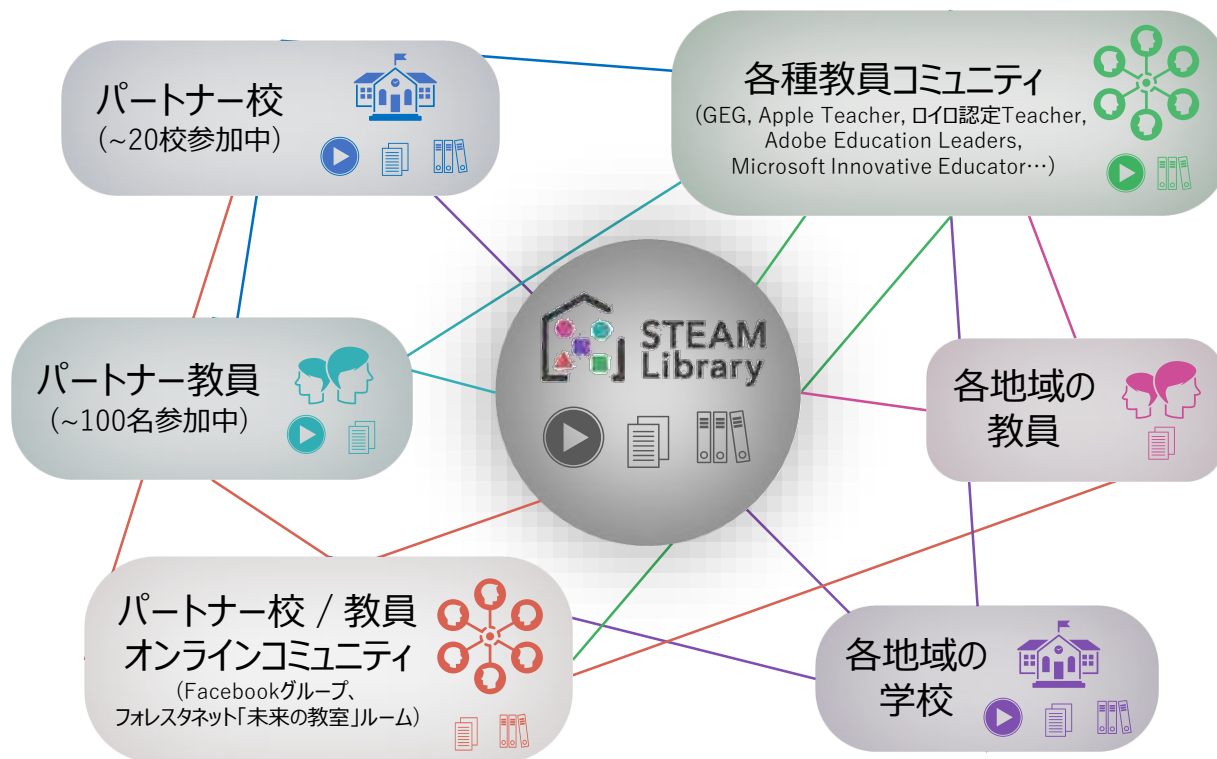 パートナー校
(~20校参加中)
各種教員コミュニティ
(GEG, Apple Teacher, ロイロ認定Teacher,
Adobe Education Leaders,
Microsoft Innovative Educator…)
STEAM
Library
パートナー教員
(~100名参加中)
各地域の
教員
パートナー校 / 教員
オンラインコミュニティ
(Facebookグループ、
フォレスタネット「未来の教室」ルーム)
各地域の
学校